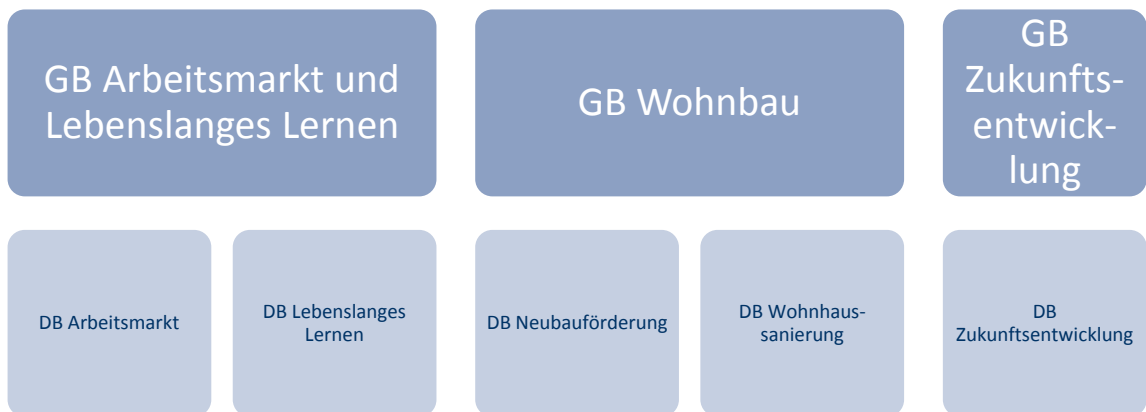 GB Arbeitsmarkt und
Lebenslanges Lernen
GB Wohnbau
GB
Zukunfts-
entwick-
lung
DB Arbeitsmarkt
DB Lebenslanges
Lernen
DB Neubauförderung
DB Wohnhaus-
sanierung
DB
Zukunftsentwicklung